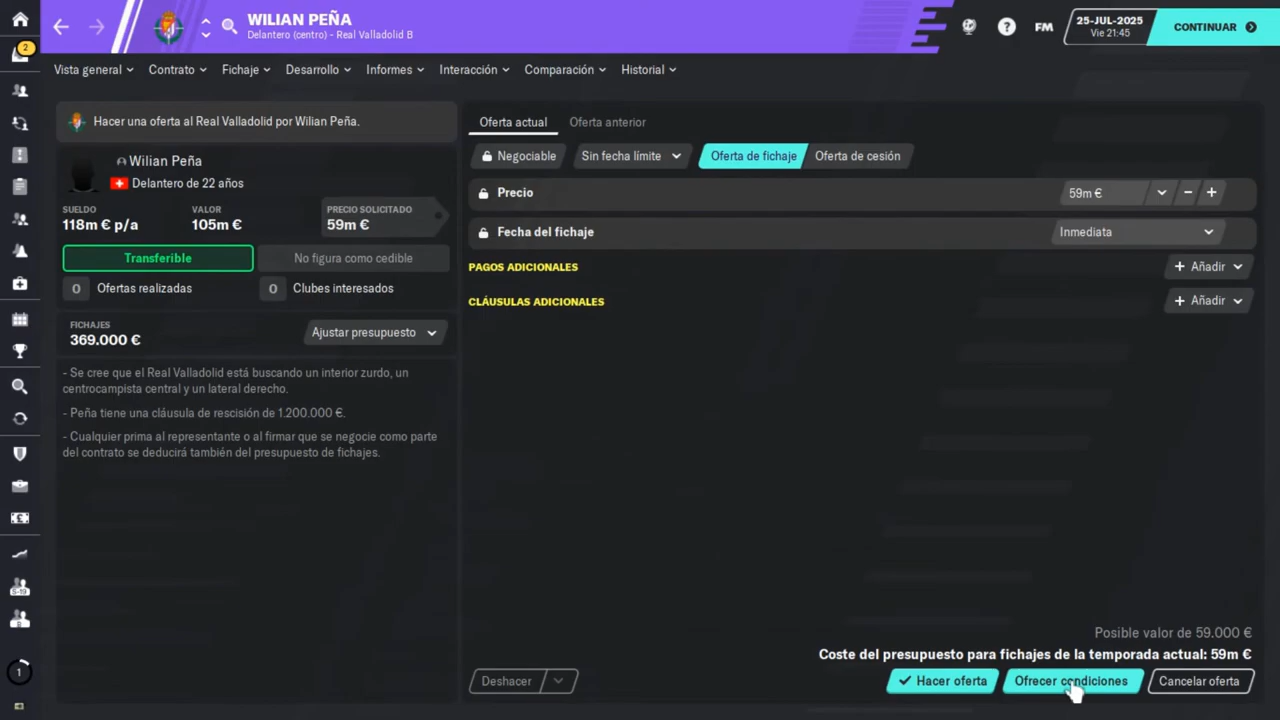 WILIAN PEÑA
Delantero (centro) - Real Valladolid B
2
FM
25-JUL-2025
Vie 21:45
CONTINUAR
Vista general
Contrato
Fichaje
Desarrollo
Informes
Interacción
Comparación
Historial
Hacer una oferta al Real Valladolid por Wilian Peña.
Wilian Peña
Delantero de 22 años
SUELDO
118m € p/a
VALOR
105m €
PRECIO SOLICITADO
59m €
Transferible
No figura como cedible
0 Ofertas realizadas
0 Clubes interesados
FICHAJES
369.000 €
Ajustar presupuesto
- Se cree que el Real Valladolid está buscando un interior zurdo, un
centrocampista central y un lateral derecho.
- Peña tiene una cláusula de rescisión de 1.200.000 €.
- Cualquier prima al representante o al firmar que se negocie como parte
del contrato se deducirá también del presupuesto de fichajes.
Oferta actual
Oferta anterior
Negociable
Sin fecha límite
Oferta de fichaje
Oferta de cesión
Precio
59m €
Fecha del fichaje
Inmediata
PAGOS ADICIONALES
+ Añadir
CLÁUSULAS ADICIONALES
+ Añadir
Posible valor de 59.000 €
Coste del presupuesto para fichajes de la temporada actual: 59m €
Deshacer
Hacer oferta
Ofrecer condiciones
Cancelar oferta
1